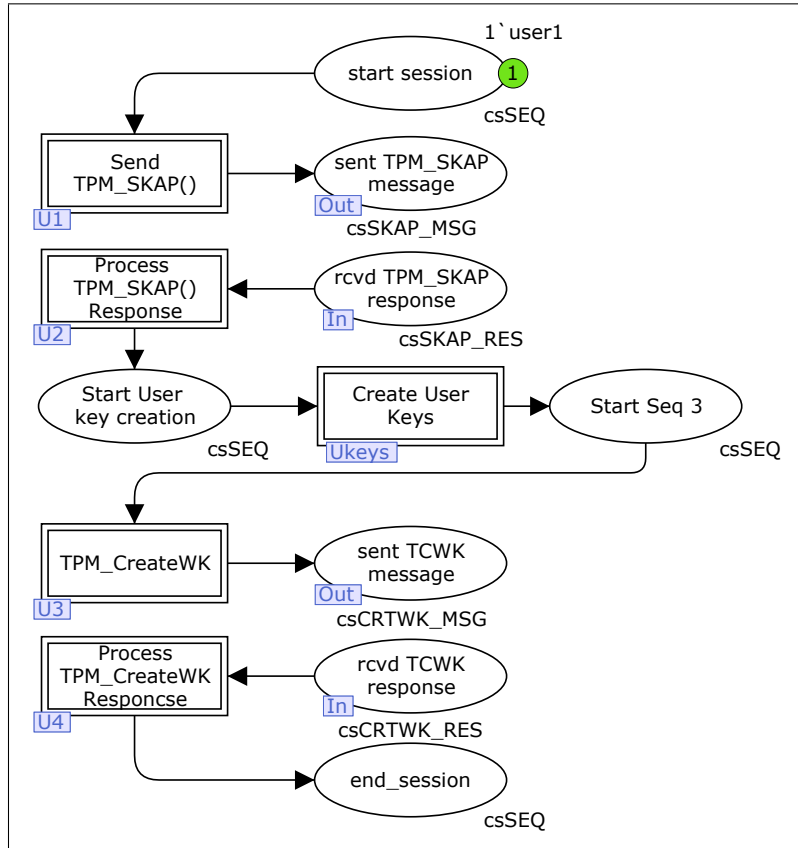 1`user1
start session
1
csSEQ
Send
TPM_SKAP()
U1
sent TPM_SKAP
message
Out
csSKAP_MSG
Process
TPM_SKAP()
Response
U2
rcvd TPM_SKAP
response
In
csSKAP_RES
Start User
key creation
csSEQ
Create User
Keys
Ukeys
Start Seq 3
csSEQ
TPM_CreateWK
U3
sent TCWK
message
Out
csCRTWK_MSG
Process
TPM_CreateWK
Responcse
U4
rcvd TCWK
response
In
csCRTWK_RES
end_session
csSEQ